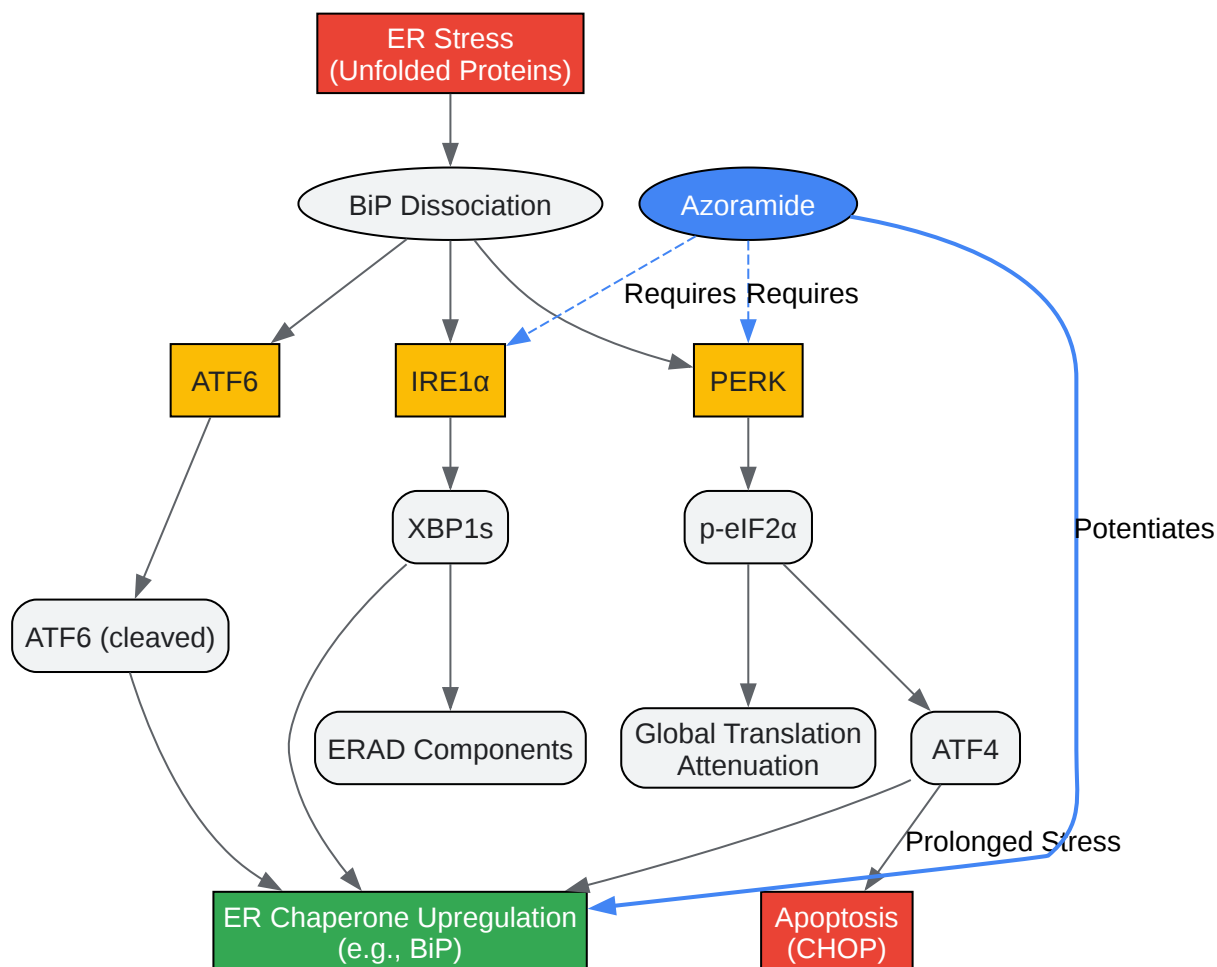 ER Stress
(Unfolded Proteins)
BiP Dissociation
Azoramide
Requires
Requires
ATF6
IRE1α
PERK
XBP1s
p-eIF2α
Potentiates
ATF6 (cleaved)
ERAD Components
Global Translation
Attenuation
ATF4
Prolonged Stress
ER Chaperone Upregulation
(e.g., BiP)
Apoptosis
(CHOP)